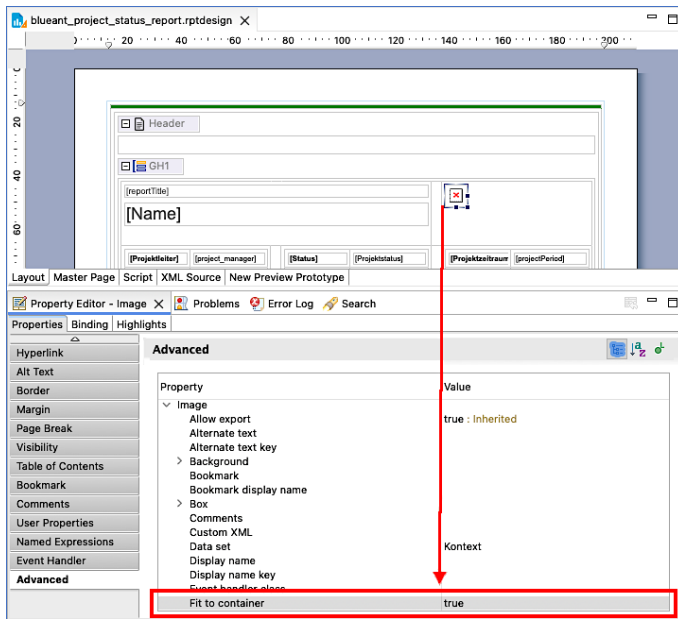 blueant_project_status_report.rptdesign
20 40 60 80 100 120 140 160 180 200
20
40
60
Header
GH1
[reportTitle]
[Name]
[Projektleiter] [project_manager] [Status] [Projektstatus] [Projektzeitraum [projectPeriod]
Layout Master Page Script XML Source New Preview Prototype
Property Editor - Image Problems Error Log Search
Properties Binding Highlights
Hyperlink
Alt Text
Border
Margin
Page Break
Visibility
Table of Contents
Bookmark
Comments
User Properties
Named Expressions
Event Handler
Advanced
Advanced
Property Value
Image
Allow export true : Inherited
Alternate text
Alternate text key
Background
Bookmark
Bookmark display name
Box
Comments
Custom XML
Data set Kontext
Display name
Display name key
Event handler class
Fit to container true